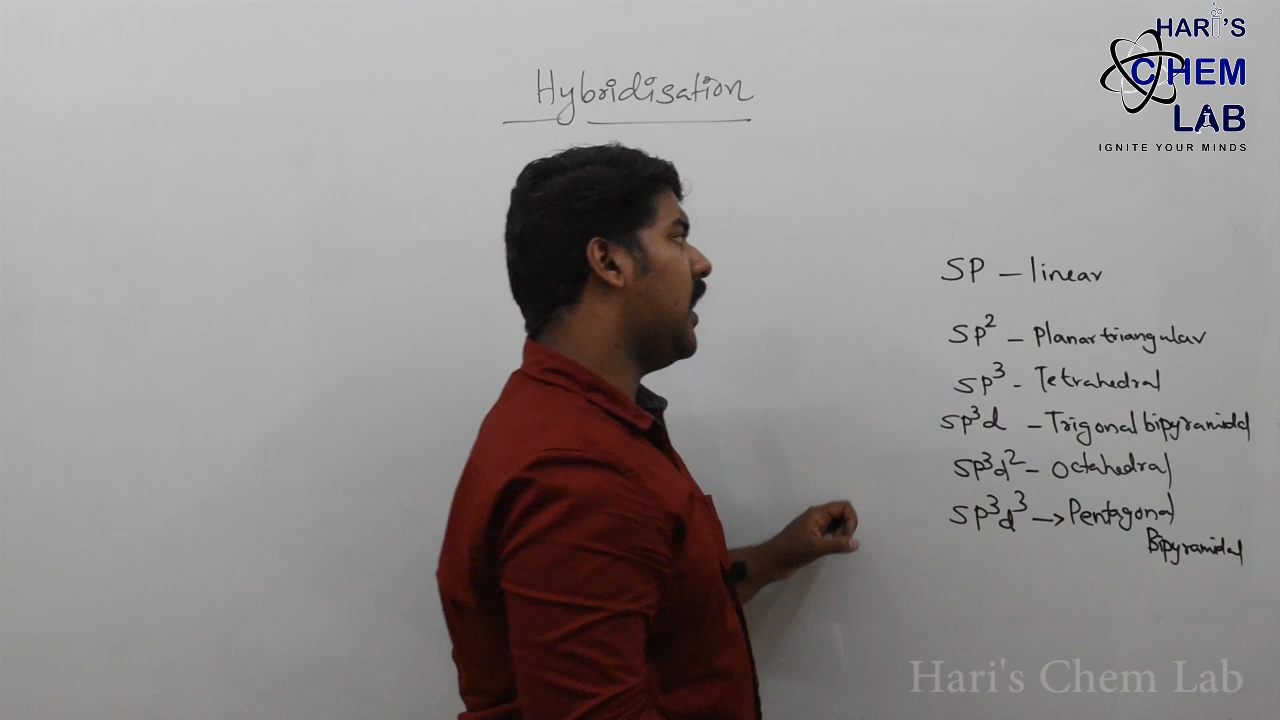 HARI'S
CHEM
LAB
IGNITE YOUR MINDS
Hybridisation
SP – linear
SP² – Planar triangular
SP³ - Tetrahedral
SP³d – Trigonal bipyramidal
SP³d² – Octahedral
SP³d³ → Pentagonal
Bipyramidal
Hari's Chem Lab